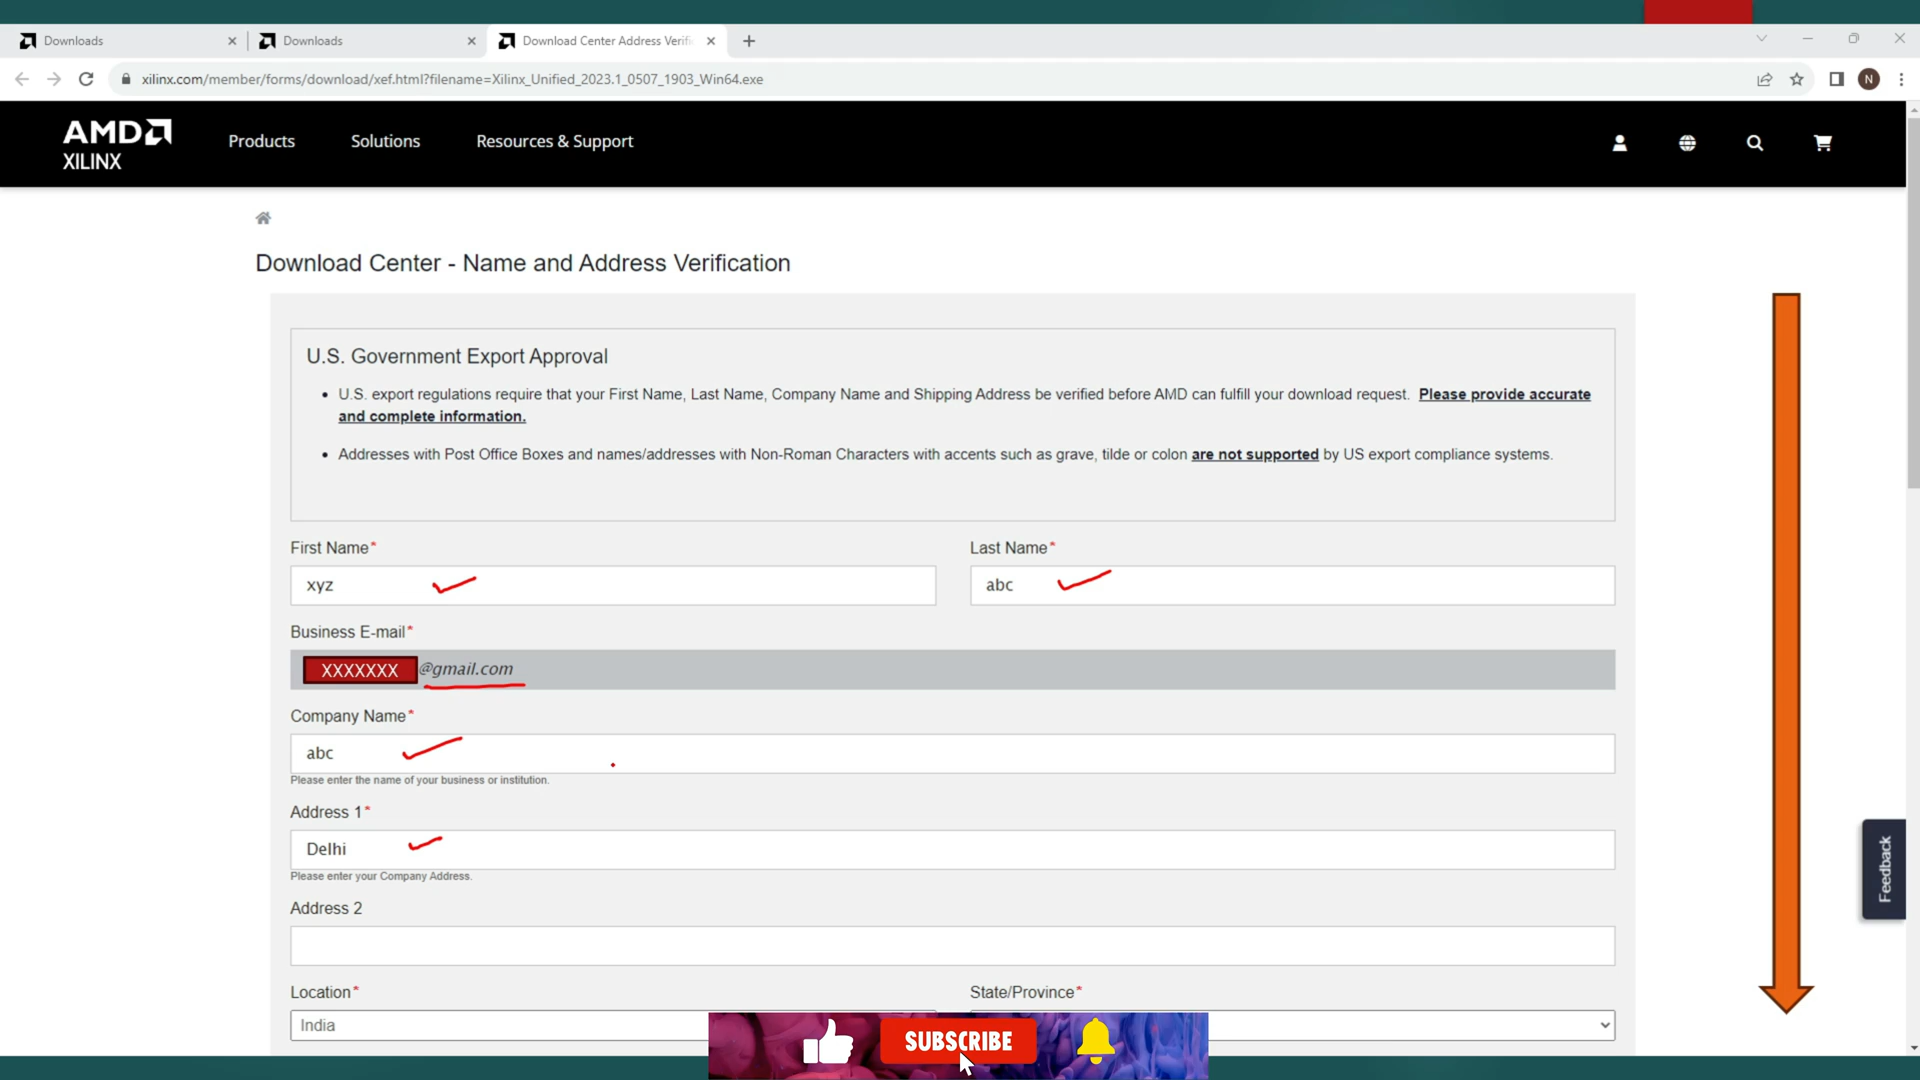 Downloads
Downloads
Download Center Address Verifi
xilinx.com/member/forms/download/xef.html?filename=Xilinx_Unified_2023.1_0507_1903_Win64.exe
N
AMD
XILINX
Products
Solutions
Resources & Support
Download Center - Name and Address Verification
U.S. Government Export Approval
• U.S. export regulations require that your First Name, Last Name, Company Name and Shipping Address be verified before AMD can fulfill your download request. Please provide accurate
and complete information.
• Addresses with Post Office Boxes and names/addresses with Non-Roman Characters with accents such as grave, tilde or colon are not supported by US export compliance systems.
First Name*
Last Name*
xyz
abc
Business E-mail*
XXXXXXX @gmail.com
Company Name*
abc
Please enter the name of your business or institution.
Address 1*
Delhi
Please enter your Company Address.
Feedback
Address 2
Location*
State/Province*
India
SUBSCRIBE